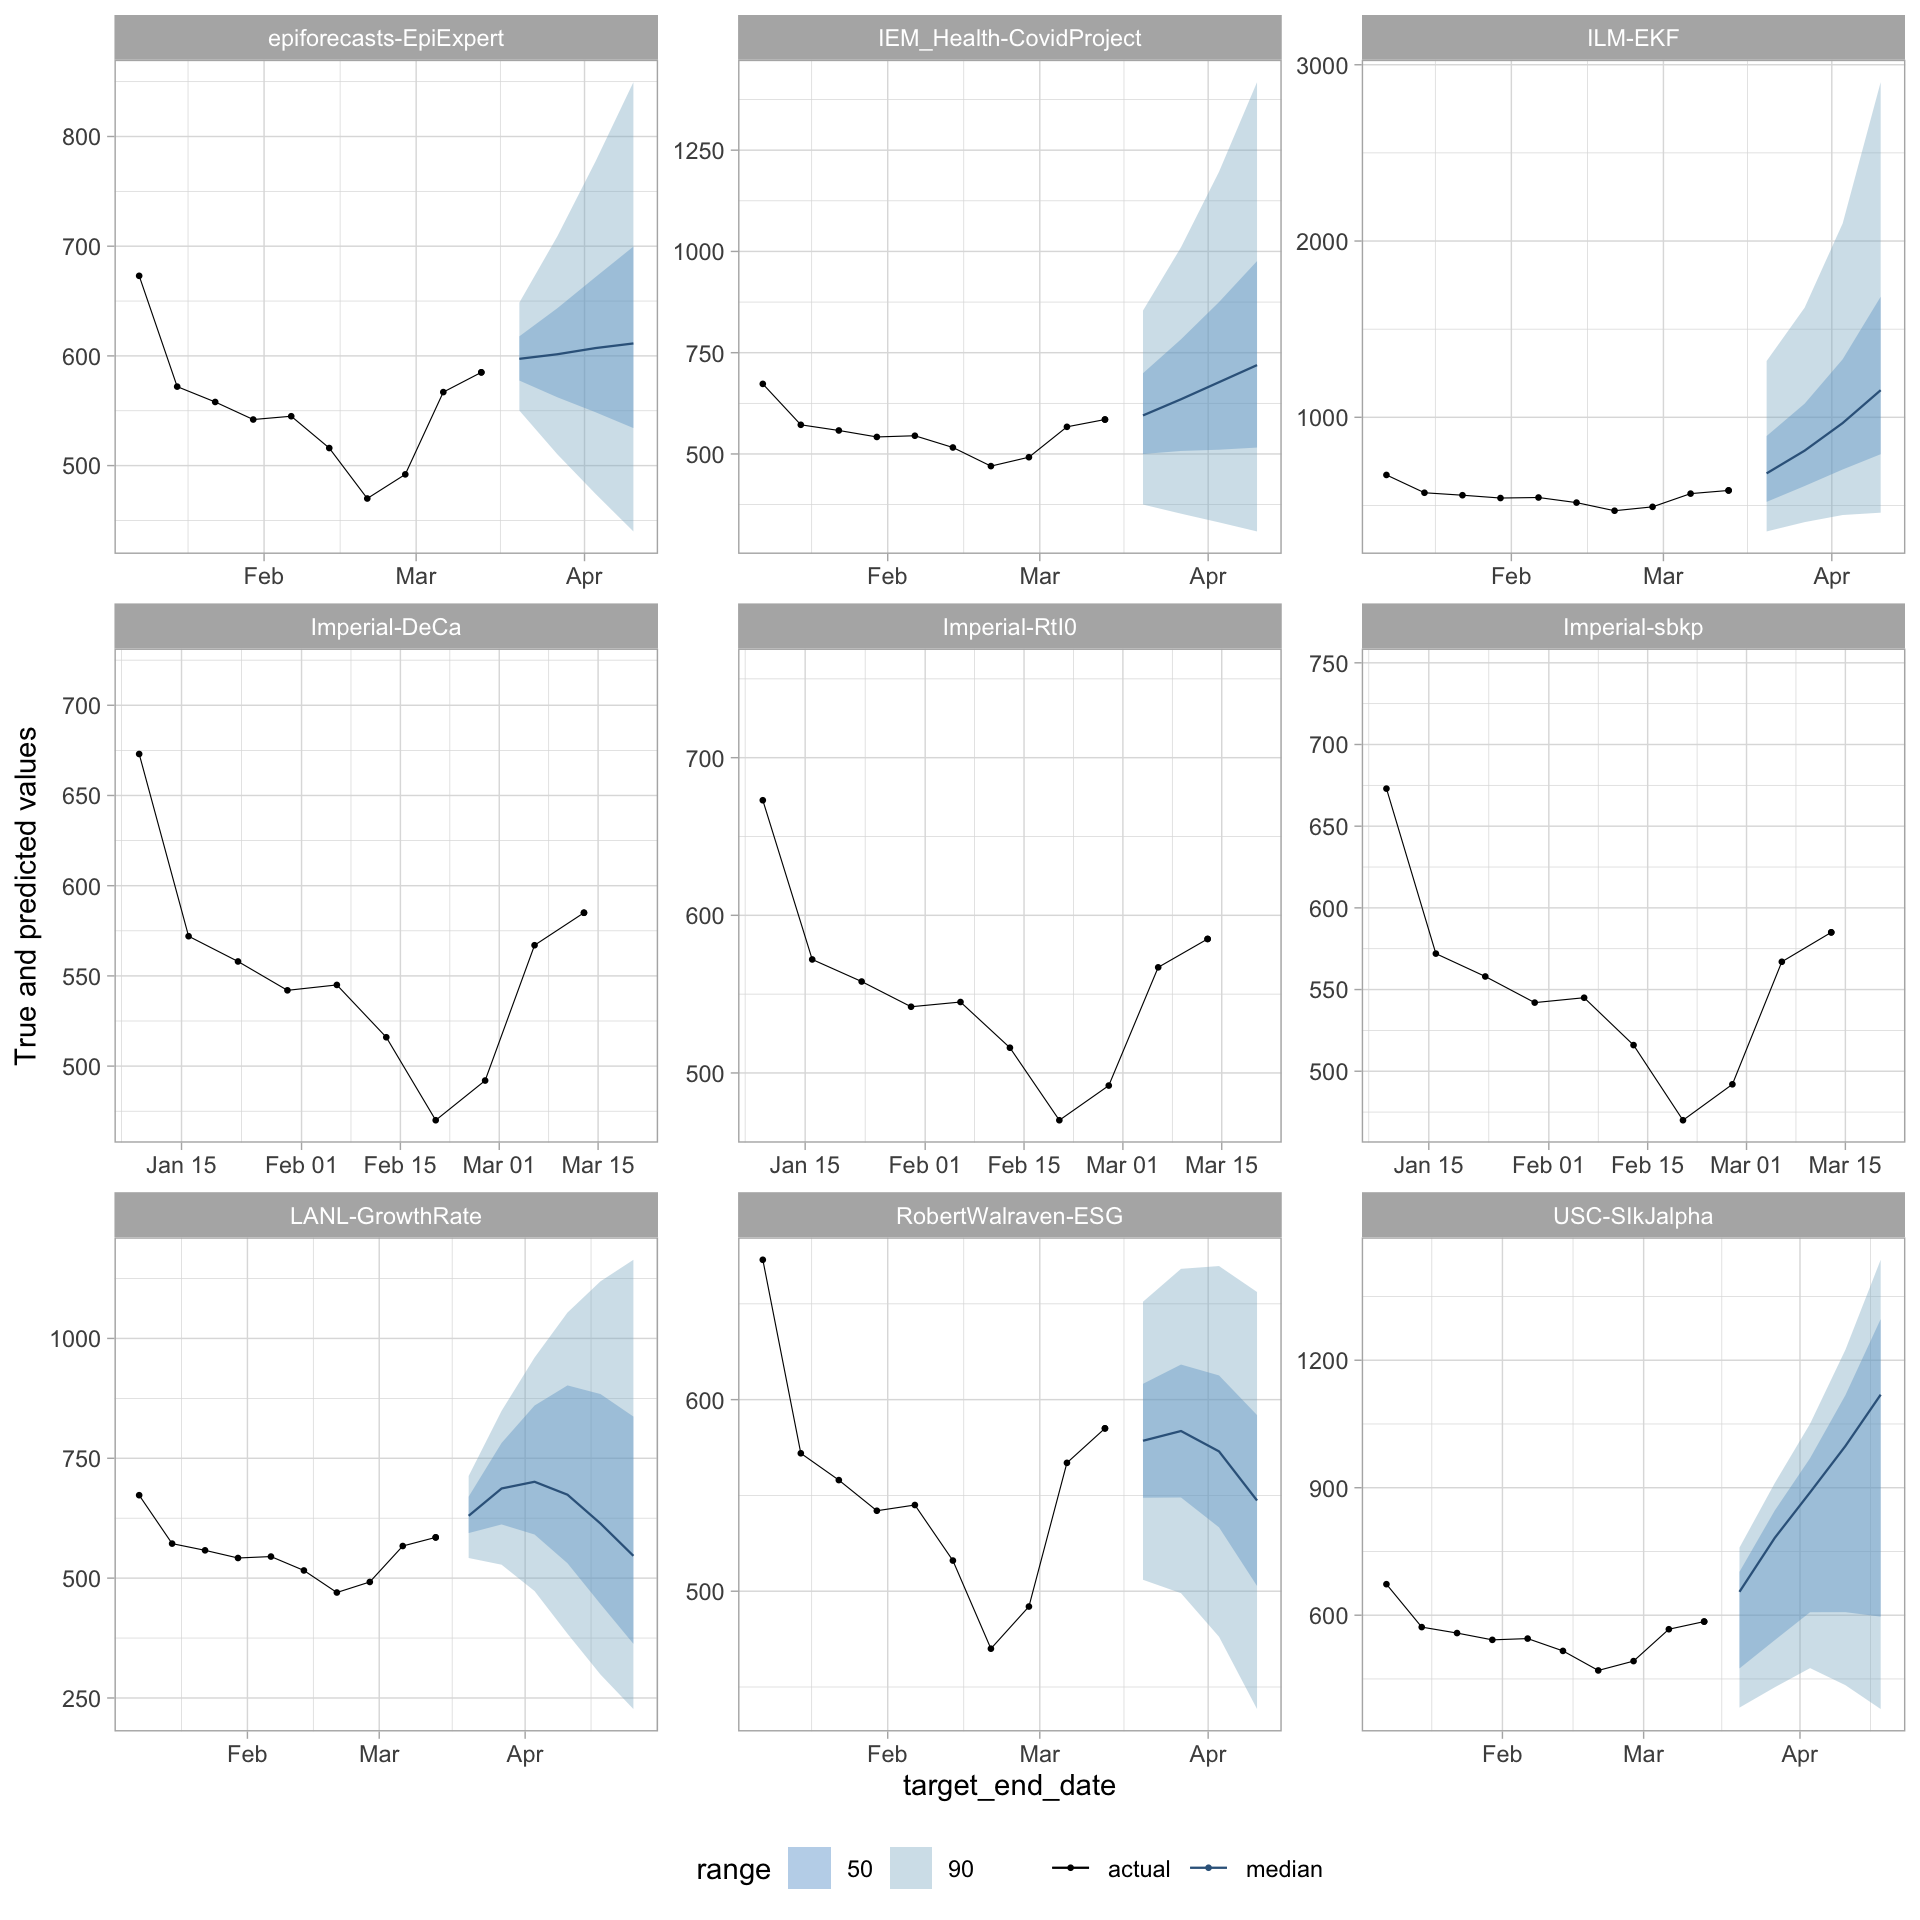 epiforecasts-EpiExpert
IEM_Health-CovidProject
ILM-EKF
800
700
600
500
Feb Mar Apr
1250
1000
750
500
Feb Mar Apr
3000
2000
1000
Feb Mar Apr
Imperial-DeCa
Imperial-RtI0
Imperial-sbkp
True and predicted values
700
650
600
550
500
Jan 15 Feb 01 Feb 15 Mar 01 Mar 15
700
600
500
Jan 15 Feb 01 Feb 15 Mar 01 Mar 15
750
700
650
600
550
500
Jan 15 Feb 01 Feb 15 Mar 01 Mar 15
LANL-GrowthRate
RobertWalraven-ESG
USC-SIkJalpha
1000
750
500
250
Feb Mar Apr
600
500
Feb Mar Apr
1200
900
600
Feb Mar Apr
target_end_date
range 50 90 actual median